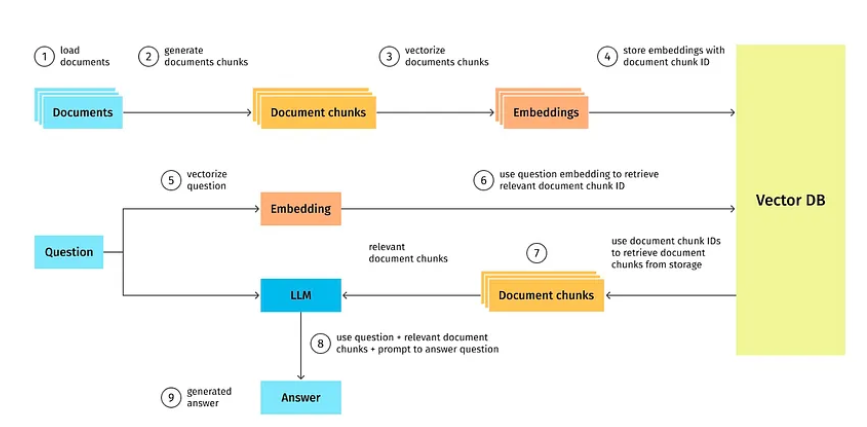 1
load
documents
2
generate
documents chunks
3
vectorize
documents chunks
4
store embeddings with
document chunk ID
Documents
Document chunks
Embeddings
Vector DB
5
vectorize
question
6
use question embedding to retrieve
relevant document chunk ID
Embedding
Question
relevant
document chunks
7
use document chunk IDs
to retrieve document
chunks from storage
LLM
Document chunks
8
use question + relevant document
chunks + prompt to answer question
9
generated
answer
Answer